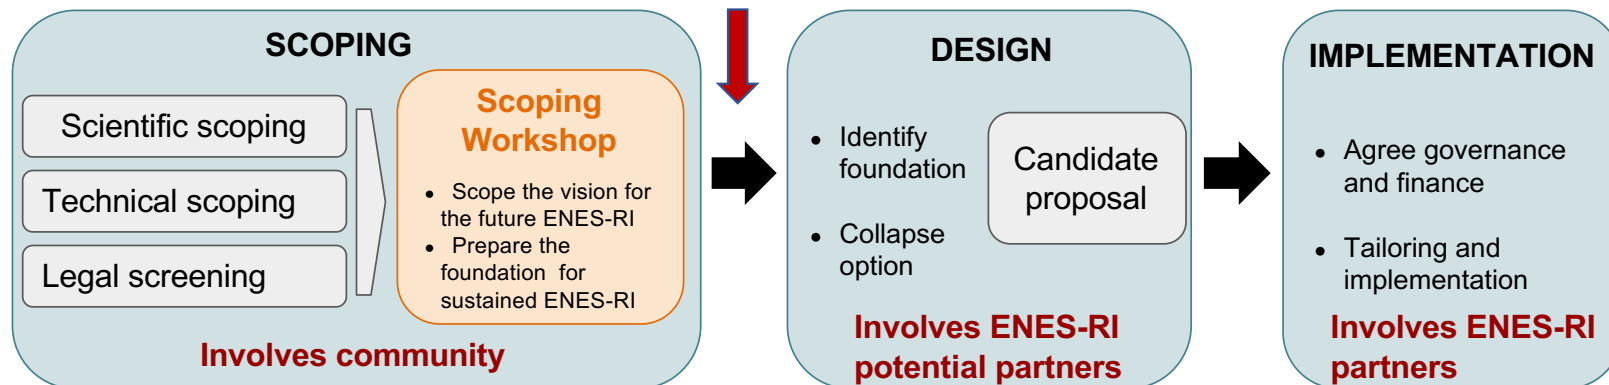 SCOPING
Scientific scoping
Technical scoping
Legal screening
Scoping
Workshop
• Scope the vision for
the future ENES-RI
• Prepare the
foundation for
sustained ENES-RI
Involves community
DESIGN
• Identify
foundation
• Collapse
option
Candidate
proposal
Involves ENES-RI
potential partners
IMPLEMENTATION
• Agree governance
and finance
• Tailoring and
implementation
Involves ENES-RI
partners